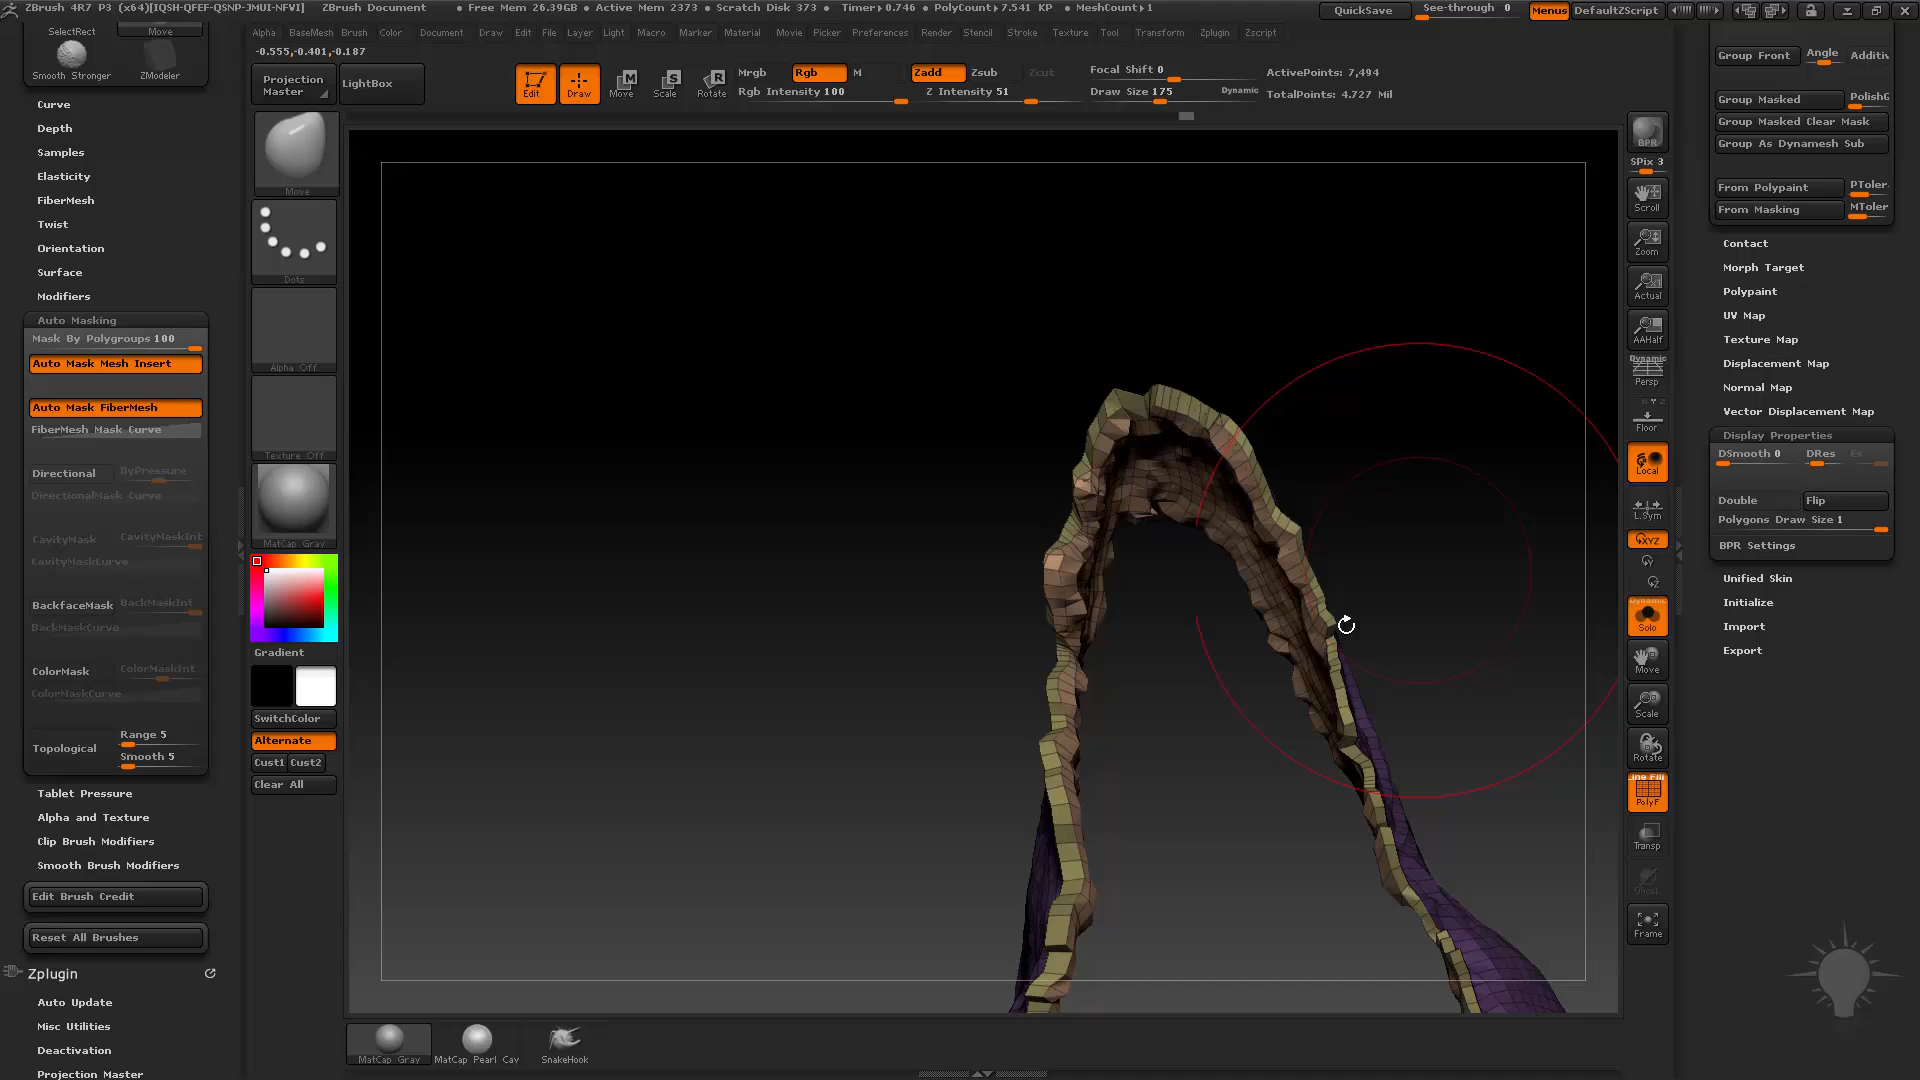 ZBrush 4R7 P3 (x64)[IQSH-QFEF-QSNP-JMUI-NFVI] ZBrush Document • Free Mem 26.39GB • Active Mem 2373 • Scratch Disk 373 • Timer▸0.746 • PolyCount▸7.541 KP • MeshCount▸1 QuickSave See-through 0 Menus DefaultZScript
Alpha BaseMesh Brush Color Document Draw Edit File Layer Light Macro Marker Material Movie Picker Preferences Render Stencil Stroke Texture Tool Transform Zplugin Zscript
-0.555,-0.401,-0.187
SelectRect Move
Smooth Stronger ZModeler
Curve
Depth
Samples
Elasticity
FiberMesh
Twist
Orientation
Surface
Modifiers
Auto Masking
Mask By Polygroups 100
Auto Mask Mesh Insert
Auto Mask FiberMesh
FiberMesh Mask Curve
Directional ByPressure
DirectionalMask Curve
CavityMask CavityMaskInt
CavityMaskCurve
BackfaceMask BackMaskInt
BackMaskCurve
ColorMask ColorMaskInt
ColorMaskCurve
Topological Range 5
Smooth 5
Tablet Pressure
Alpha and Texture
Clip Brush Modifiers
Smooth Brush Modifiers
Edit Brush Credit
Reset All Brushes
Zplugin
Auto Update
Misc Utilities
Deactivation
Projection Master
Projection Master LightBox
Edit Draw Move Scale Rotate
M S R
Mrgb Rgb M Zadd Zsub Zcut
Rgb Intensity 100 Z Intensity 51
Focal Shift 0
Draw Size 175 Dynamic
ActivePoints: 7,494
TotalPoints: 4.727 Mil
Move
Dots
Alpha Off
Texture Off
MatCap Gray
Gradient
SwitchColor
Alternate
Cust1 Cust2
Clear All
MatCap Gray MatCap Pearl Cav SnakeHook
BPR
SPix 3
Scroll
Zoom
Actual
AAHalf
Dynamic
Persp
Floor
Local
L.Sym
XYZ
Y
Z
Dynamic
Solo
Move
Scale
Rotate
PolyF
Transp
Ghost
Frame
Group Front Angle Additiv
Group Masked PolishG
Group Masked Clear Mask
Group As Dynamesh Sub
From Polypaint PToler
From Masking MToler
Contact
Morph Target
Polypaint
UV Map
Texture Map
Displacement Map
Normal Map
Vector Displacement Map
Display Properties
DSmooth 0 DRes Es
Double Flip
Polygons Draw Size 1
BPR Settings
Unified Skin
Initialize
Import
Export